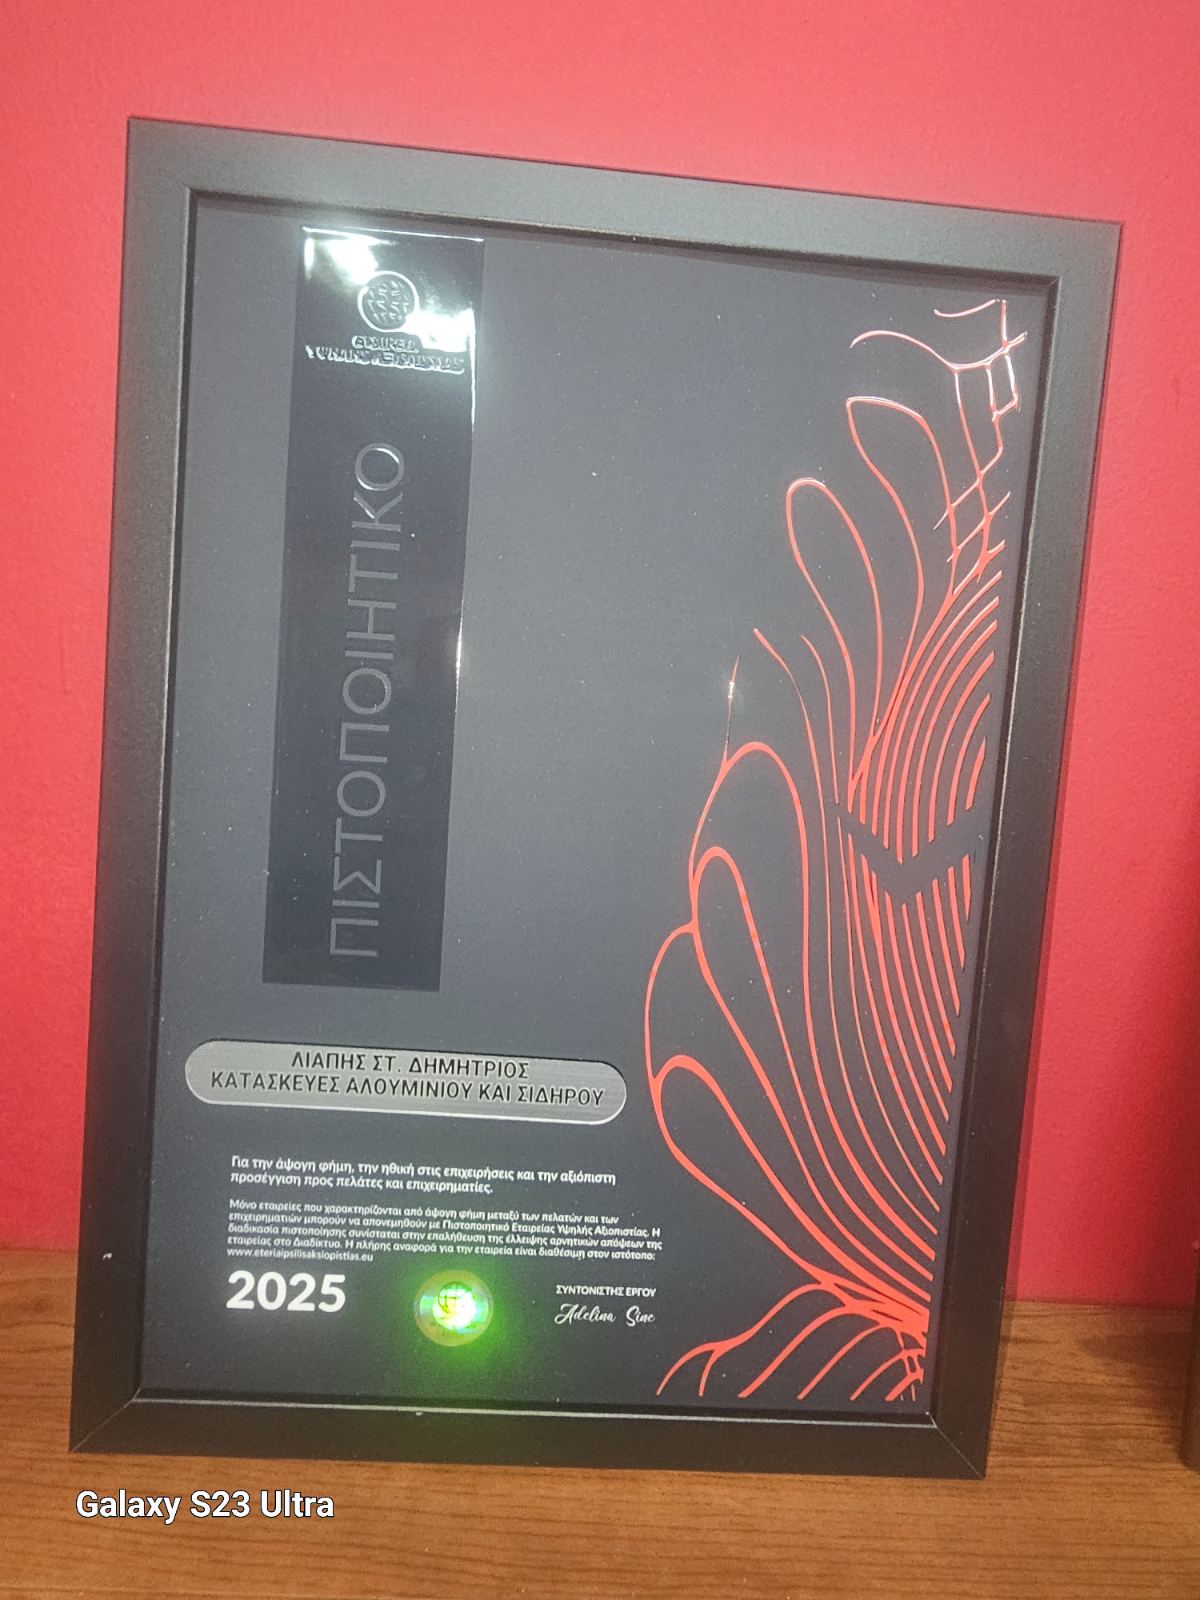 ΕΤΑΙΡΕΙΑ
ΥΨΗΛΗΣ ΑΞΙΟΠΙΣΤΙΑΣ
ΠΙΣΤΟΠΟΙΗΤΙΚΟ
ΛΙΑΠΗΣ ΣΤ. ΔΗΜΗΤΡΙΟΣ
ΚΑΤΑΣΚΕΥΕΣ ΑΛΟΥΜΙΝΙΟΥ ΚΑΙ ΣΙΔΗΡΟΥ
Για την άψογη φήμη, την ηθική στις επιχειρήσεις και την αξιόπιστη
προσέγγιση προς πελάτες και επιχειρηματίες.
Μόνο εταιρείες που χαρακτηρίζονται από άψογη φήμη μεταξύ των πελατών και των
επιχειρηματιών μπορούν να απονεμηθούν με Πιστοποιητικό Εταιρείας Υψηλής Αξιοπιστίας. Η
διαδικασία πιστοποίησης συνίσταται στην επαλήθευση της έλλειψης αρνητικών απόψεων της
εταιρείας στο Διαδίκτυο. Η πλήρης αναφορά για την εταιρεία είναι διαθέσιμη στον ιστότοπο:
www.eteriaipsilisaksiopistias.eu
2025
ΣΥΝΤΟΝΙΣΤΗΣ ΕΡΓΟΥ
Adelina Sinc
Galaxy S23 Ultra